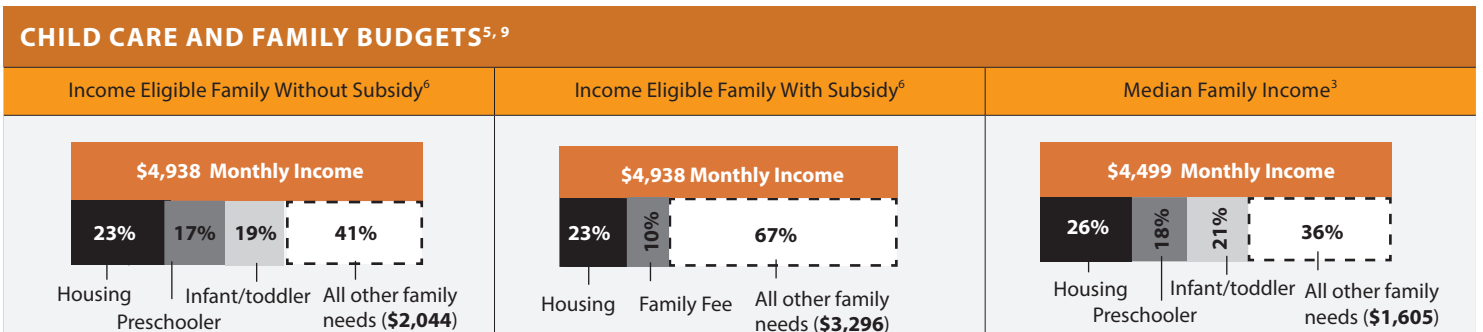 CHILD CARE AND FAMILY BUDGETS5, 9
Income Eligible Family Without Subsidy6
$4,938 Monthly Income
23% 17% 19% 41%
Housing
Preschooler
Infant/toddler
All other family
needs ($2,044)
Income Eligible Family With Subsidy6
$4,938 Monthly Income
23% 10% 67%
Housing
Family Fee
All other family
needs ($3,296)
Median Family Income3
$4,499 Monthly Income
26% 18% 21% 36%
Housing
Preschooler
Infant/toddler
All other family
needs ($1,605)